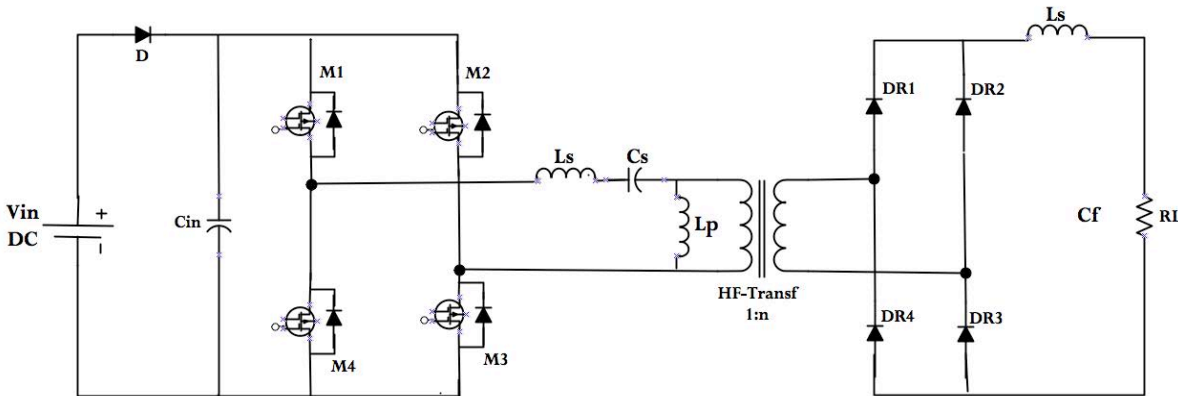 Ls
D
M1
M2
DR1
DR2
Ls
Cs
Vin
DC
+
Cin
Lp
Cf
RI
HF-Transf
1:n
DR4
DR3
M4
M3